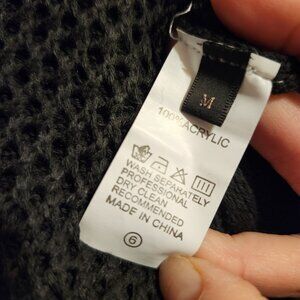 M
100%ACRYLIC
WASH SEPARATELY
PROFESSIONAL
DRY CLEAN
RECOMMENDED
MADE IN CHINA
6